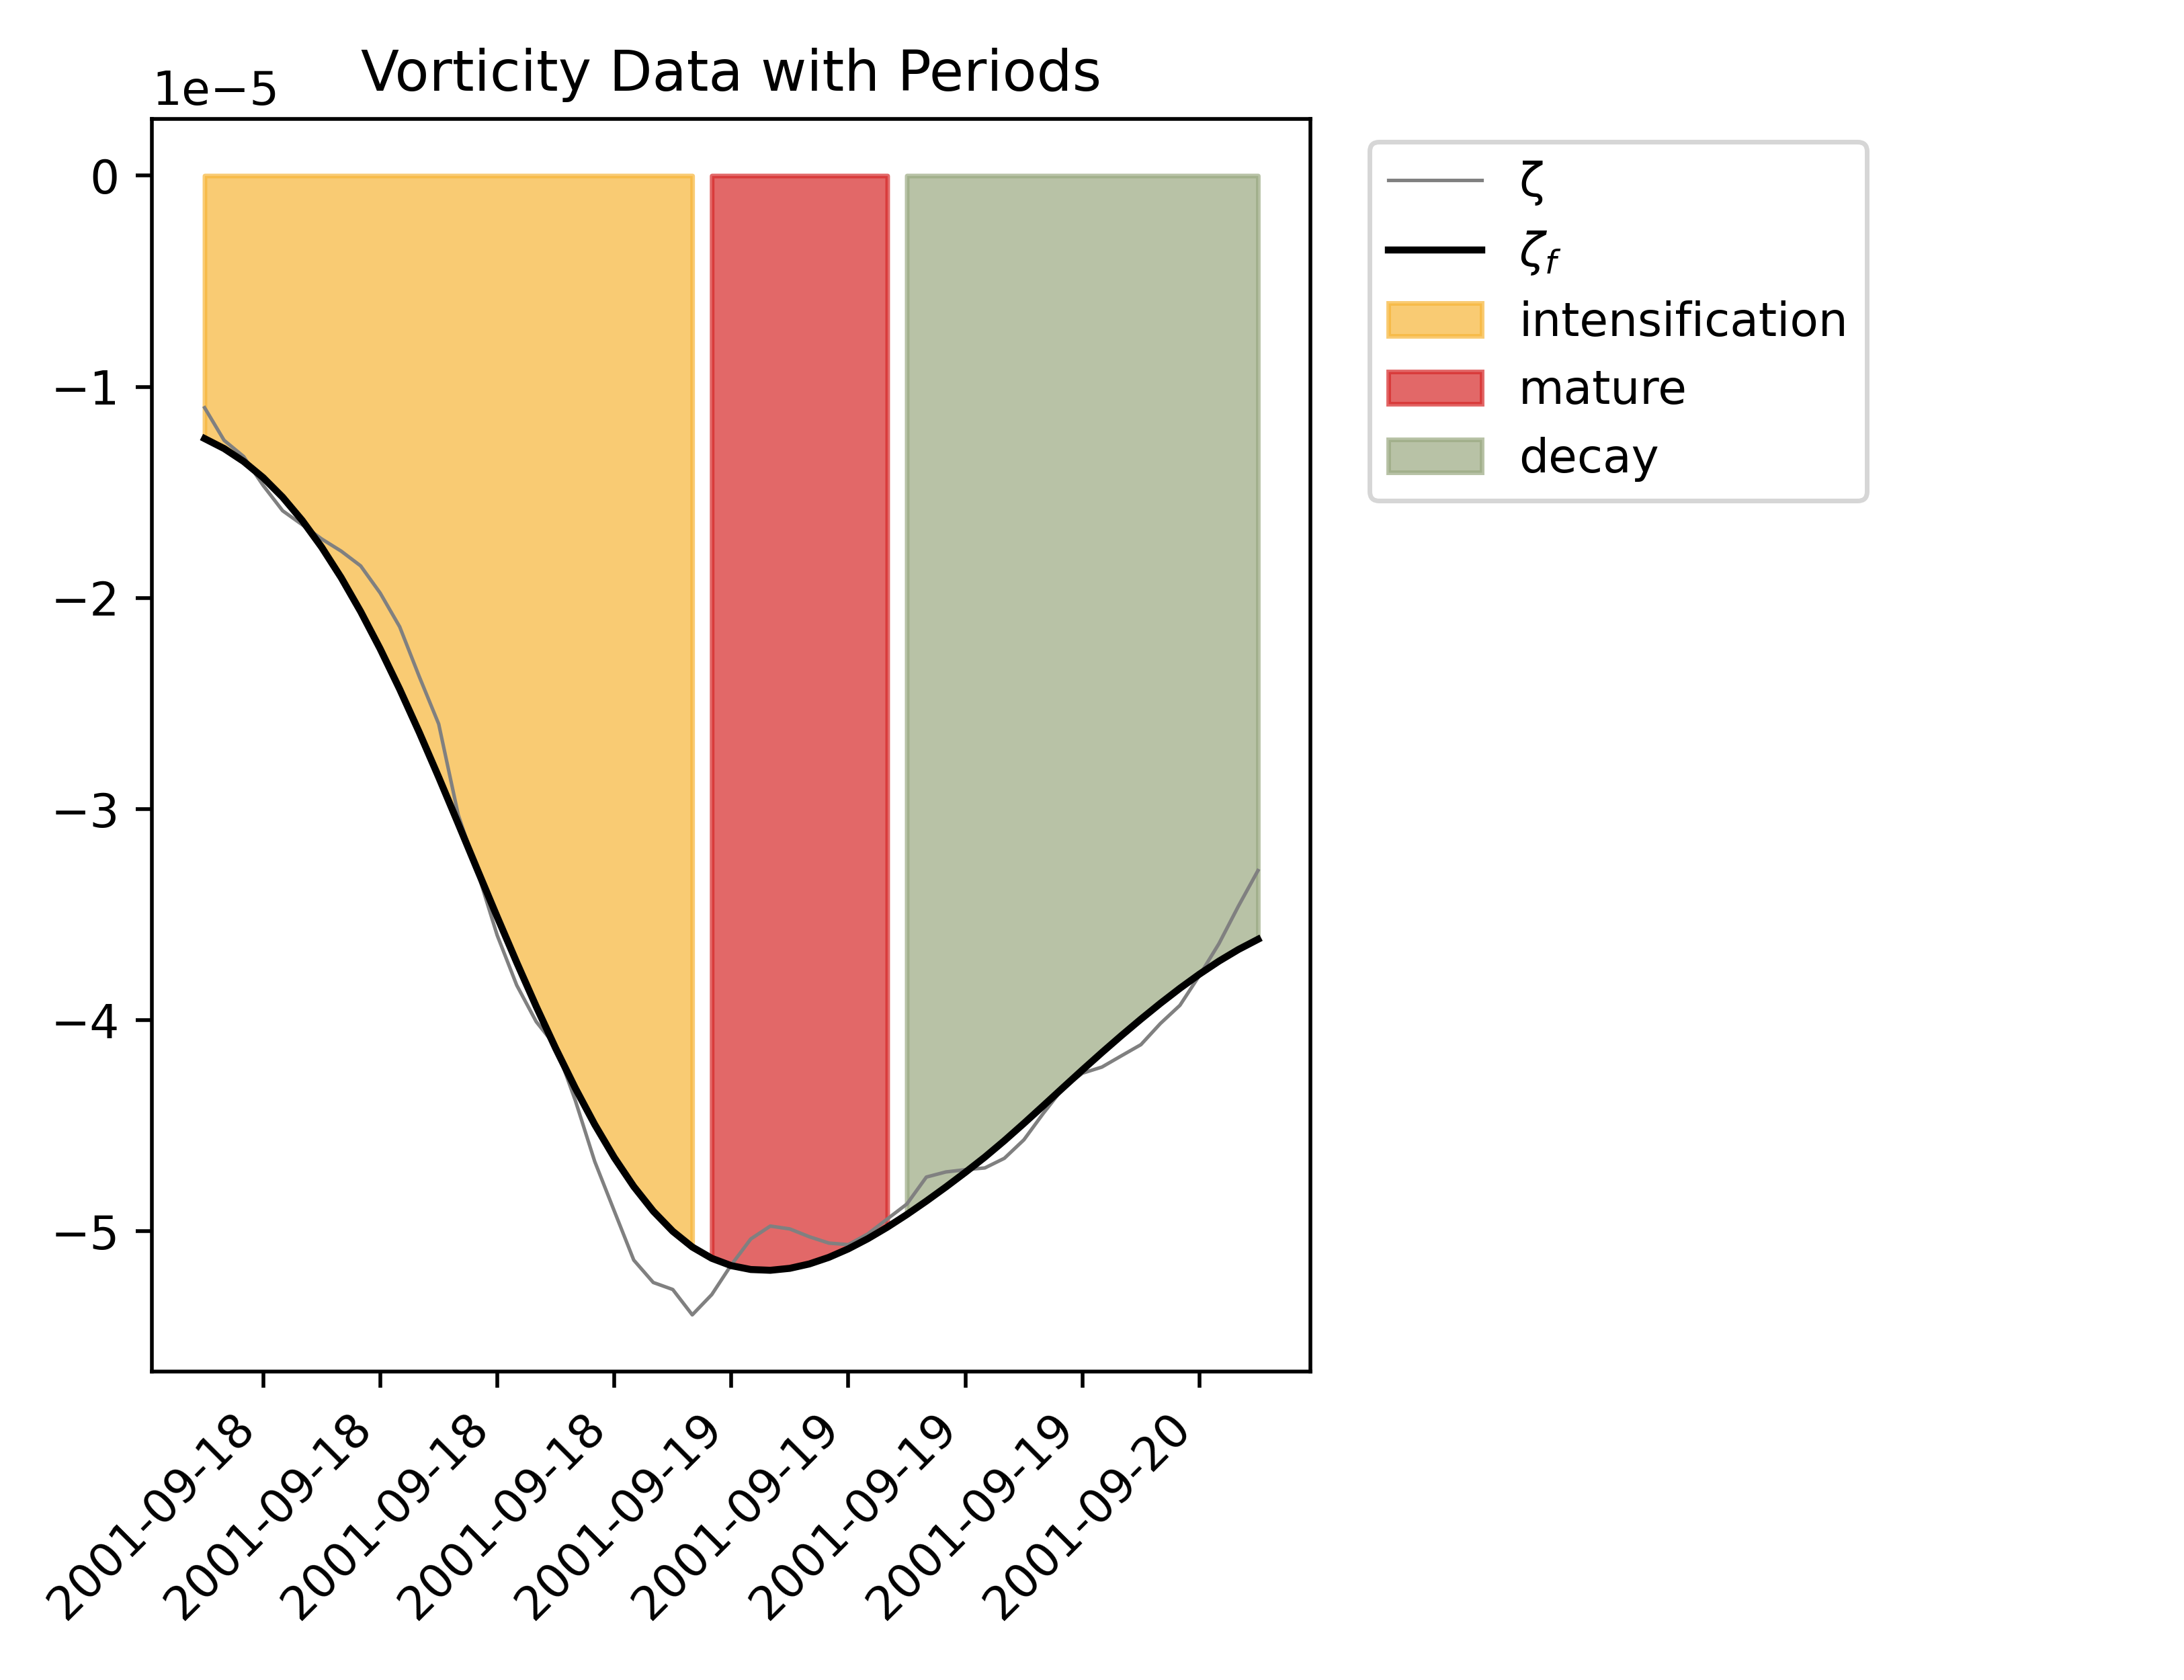 Vorticity Data with Periods
1e−5
0
−1
−2
−3
−4
−5
2001-09-18
2001-09-18
2001-09-18
2001-09-18
2001-09-19
2001-09-19
2001-09-19
2001-09-19
2001-09-20
ζ
ζf
intensification
mature
decay